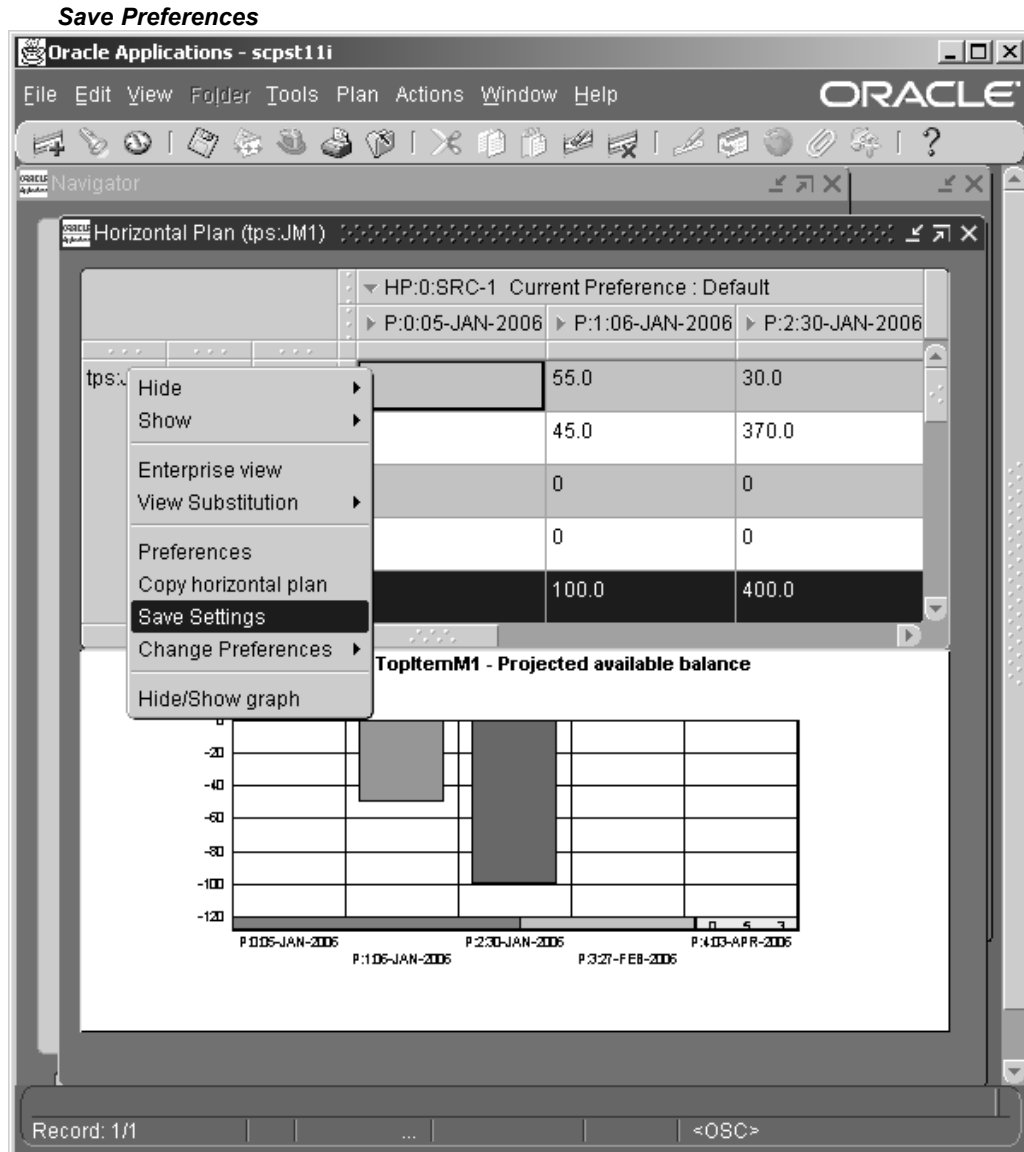 Save Preferences
Oracle Applications - scpst11i
File Edit View Folder Tools Plan Actions Window Help
ORACLE
?
Navigator
Horizontal Plan (tps:JM1)
HP:0:SRC-1 Current Preference : Default
P:0:05-JAN-2006 P:1:06-JAN-2006 P:2:30-JAN-2006
tps:J
55.0 30.0
45.0 370.0
0 0
0 0
100.0 400.0
Hide
Show
Enterprise view
View Substitution
Preferences
Copy horizontal plan
Save Settings
Change Preferences
Hide/Show graph
TopItemM1 - Projected available balance
0
-20
-40
-60
-80
-100
-120
0 5 3
P:0:05-JAN-2006 P:2:30-JAN-2006 P:4:03-APR-2006
P:1:06-JAN-2006 P:3:27-FEB-2006
Record: 1/1 ... <OSC>